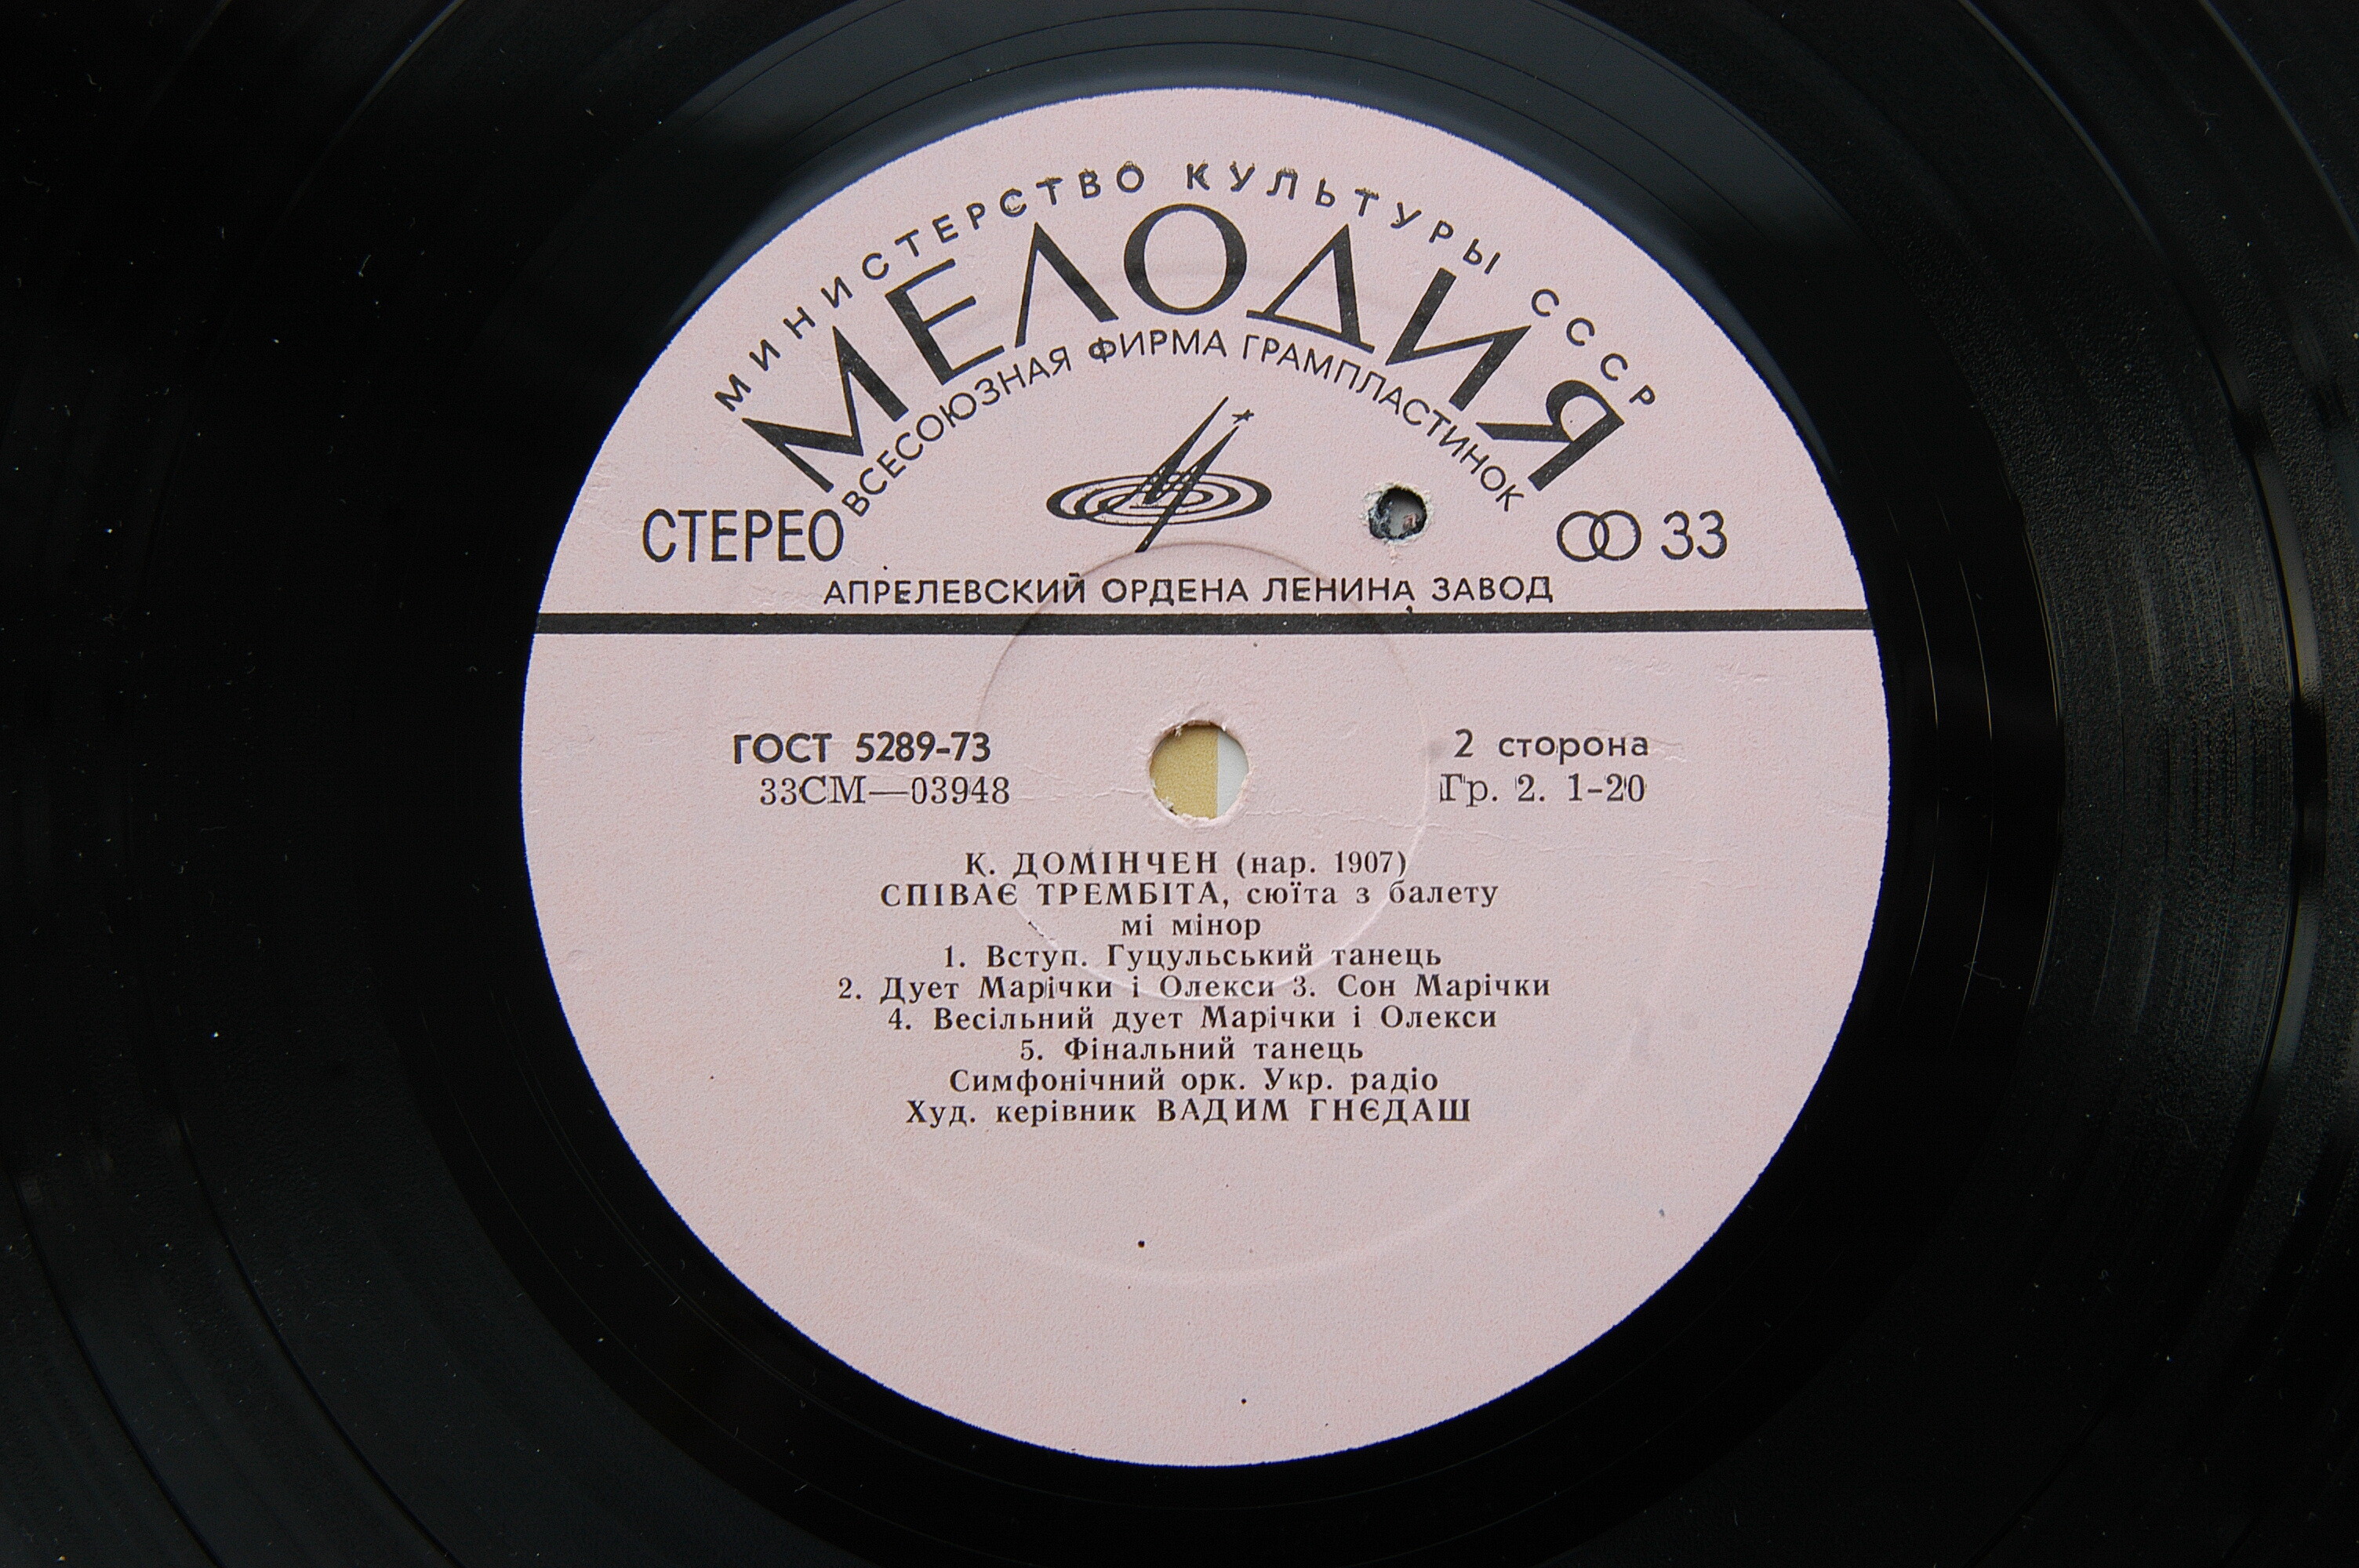 МИНИСТЕРСТВО КУЛЬТУРЫ СССР
МЕЛОДИЯ
ВСЕСОЮЗНАЯ ФИРМА ГРАМПЛАСТИНОК
СТЕРЕО 33
АПРЕЛЕВСКИЙ ОРДЕНА ЛЕНИНА ЗАВОД
ГОСТ 5289-73 2 сторона
33СМ—03948 Гр. 2. 1-20
К. ДОМІНЧЕН (нар. 1907)
СПІВАЄ ТРЕМБІТА, сюїта з балету
мі мінор
1. Вступ. Гуцульський танець
2. Дует Марічки і Олекси 3. Сон Марічки
4. Весільний дует Марічки і Олекси
5. Фінальний танець
Симфонічний орк. Укр. радіо
Худ. керівник ВАДИМ ГНЄДАШ